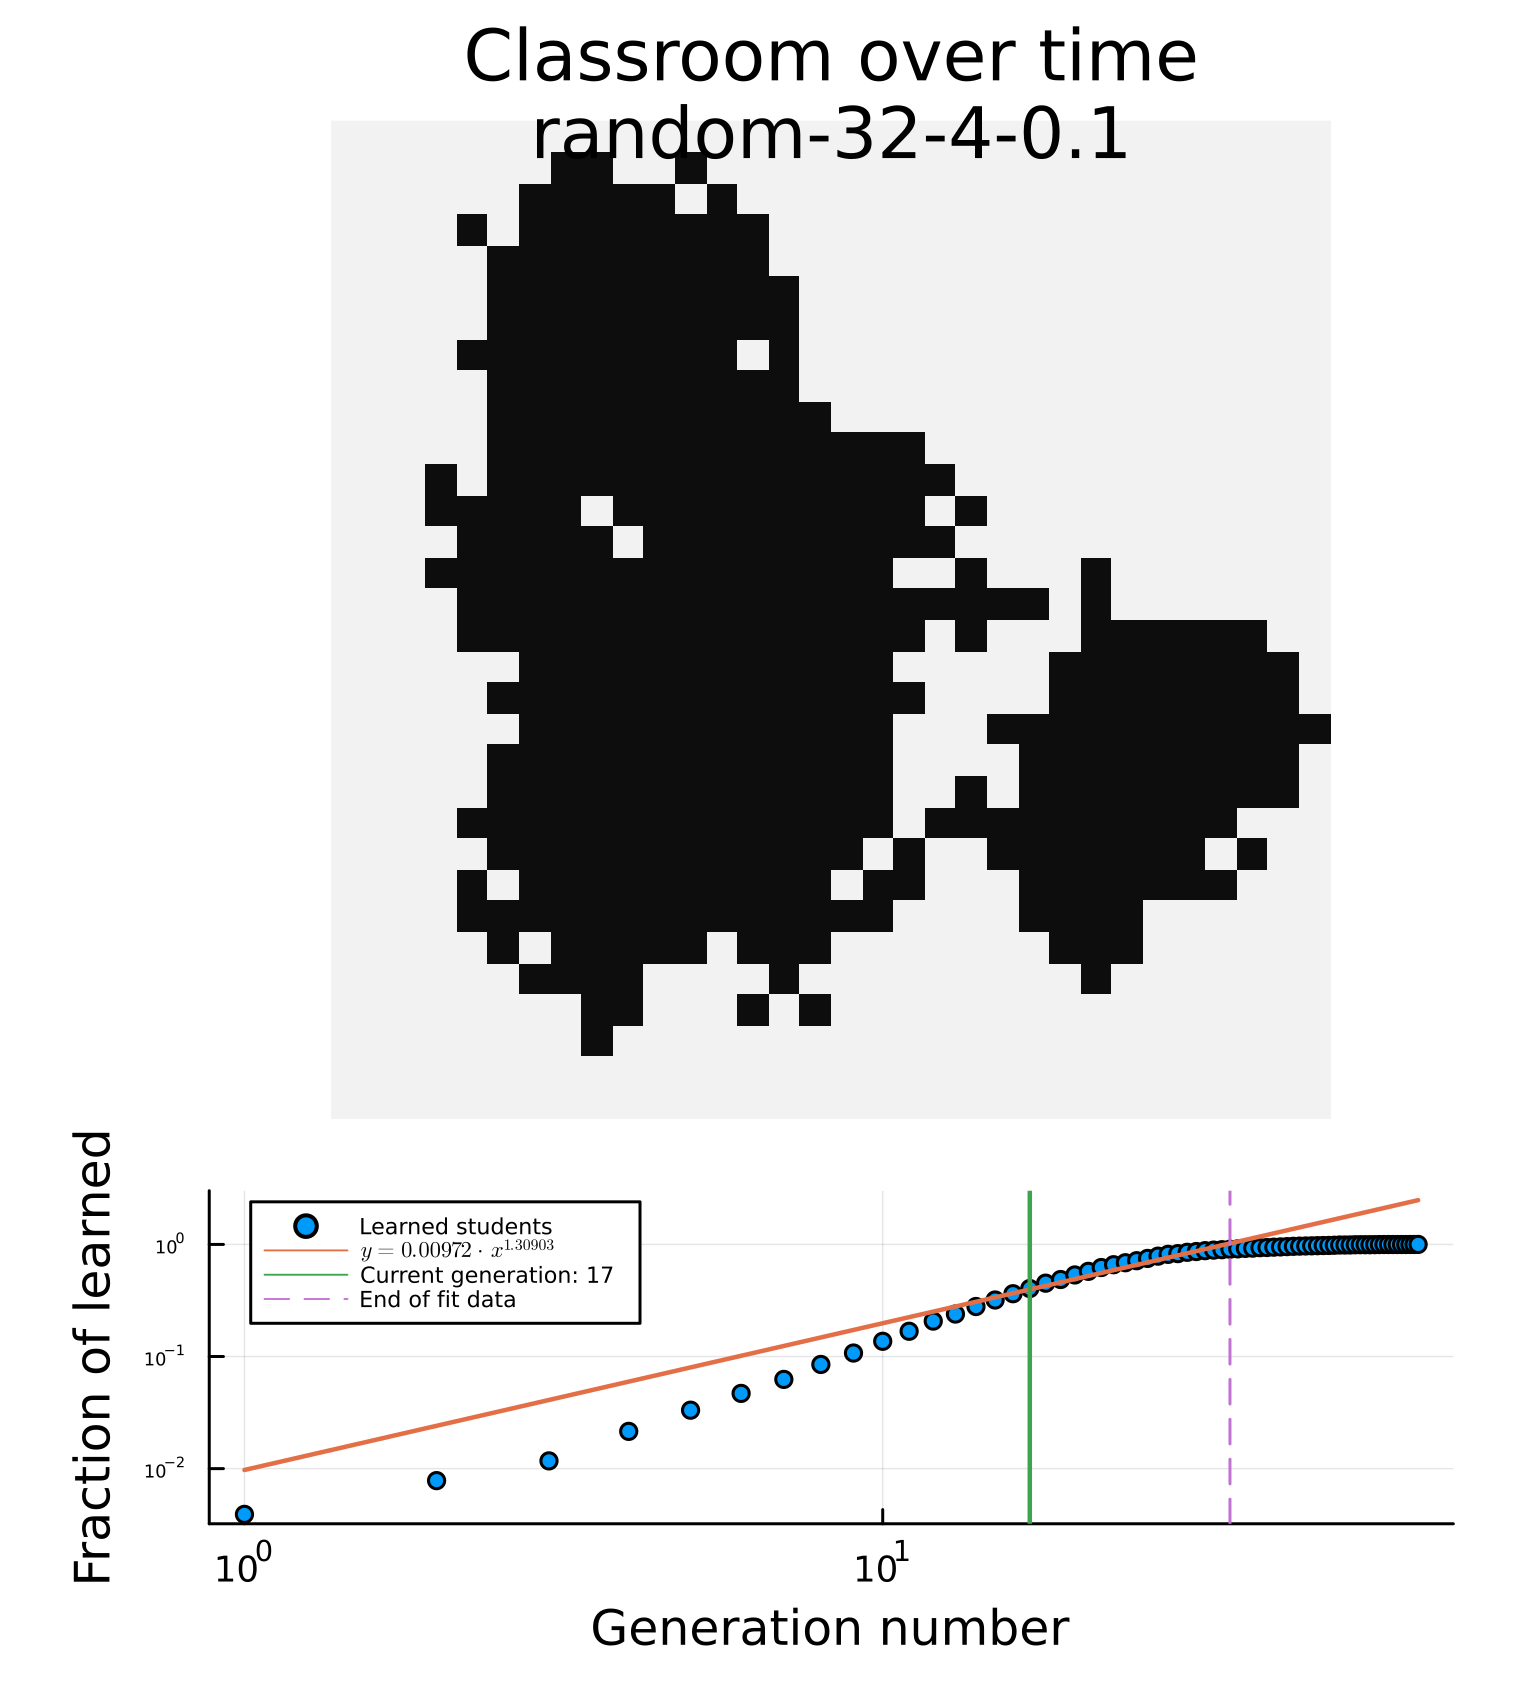 Classroom over time
random-32-4-0.1
Fraction of learned
Learned students
y = 0.00972 · x^1.30903
Current generation: 17
End of fit data
10^0
10^-1
10^-2
10^0
10^1
Generation number